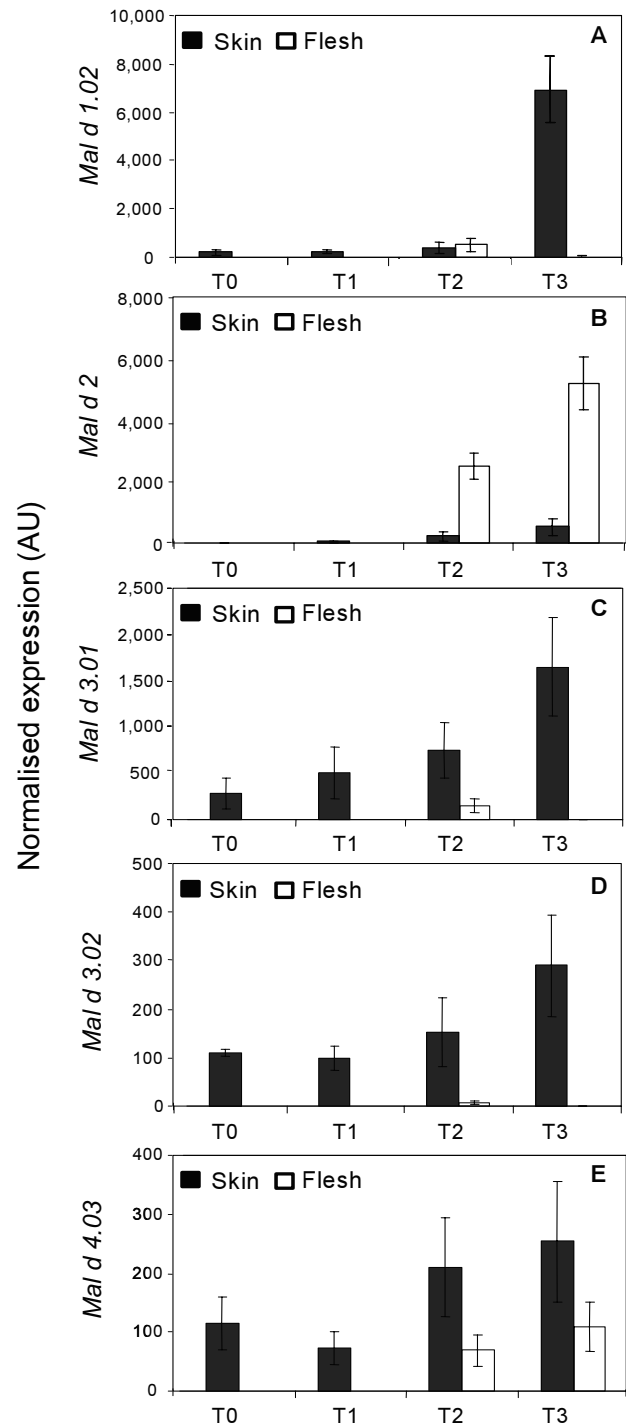 Normalised expression (AU)
Mal d 1.02
10,000
8,000
6,000
4,000
2,000
0
Skin Flesh
A
T0 T1 T2 T3
Mal d 2
8,000
6,000
4,000
2,000
0
Skin Flesh
B
T0 T1 T2 T3
Mal d 3.01
2,500
2,000
1,500
1,000
500
0
Skin Flesh
C
T0 T1 T2 T3
Mal d 3.02
500
400
300
200
100
0
Skin Flesh
D
T0 T1 T2 T3
Mal d 4.03
400
300
200
100
0
Skin Flesh
E
T0 T1 T2 T3